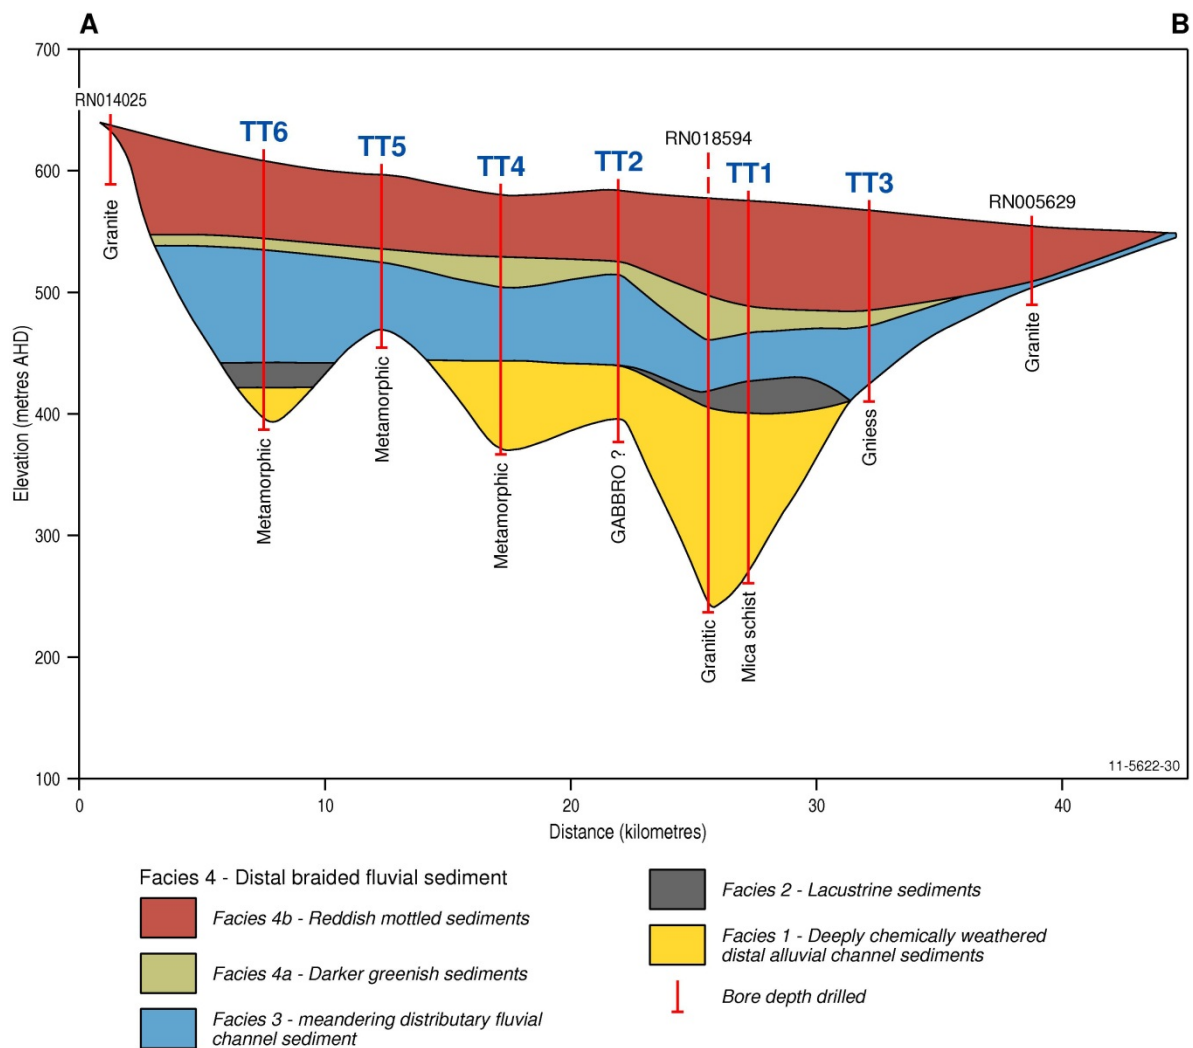 A
B
700
600
500
400
300
200
100
Elevation (metres AHD)
RN014025
TT6
TT5
TT4
TT2
RN018594
TT1
TT3
RN005629
Granite
Metamorphic
Metamorphic
Metamorphic
GABBRO ?
Granitic
Mica schist
Gniess
Granite
11-5622-30
0
10
20
30
40
Distance (kilometres)
Facies 4 - Distal braided fluvial sediment
Facies 4b - Reddish mottled sediments
Facies 4a - Darker greenish sediments
Facies 3 - meandering distributary fluvial
channel sediment
Facies 2 - Lacustrine sediments
Facies 1 - Deeply chemically weathered
distal alluvial channel sediments
Bore depth drilled